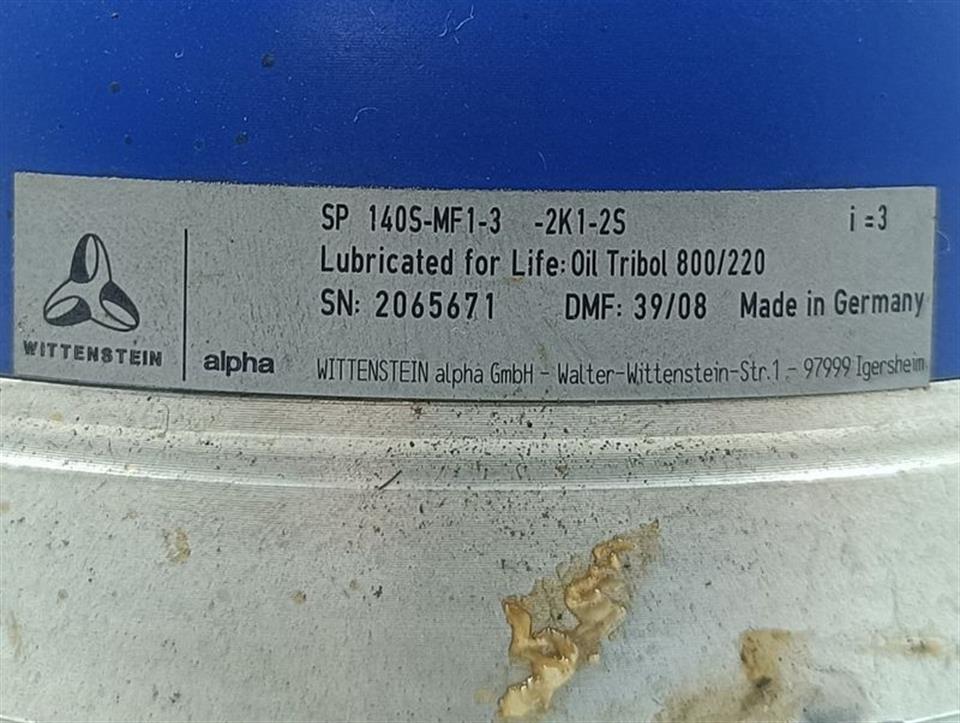 SP 140S-MF1-3 -2K1-2S i=3
Lubricated for Life: Oil Tribol 800/220
SN: 2065671 DMF: 39/08 Made in Germany
WITTENSTEIN
alpha
WITTENSTEIN alpha GmbH - Walter-Wittenstein-Str.1 - 97999 Igersheim